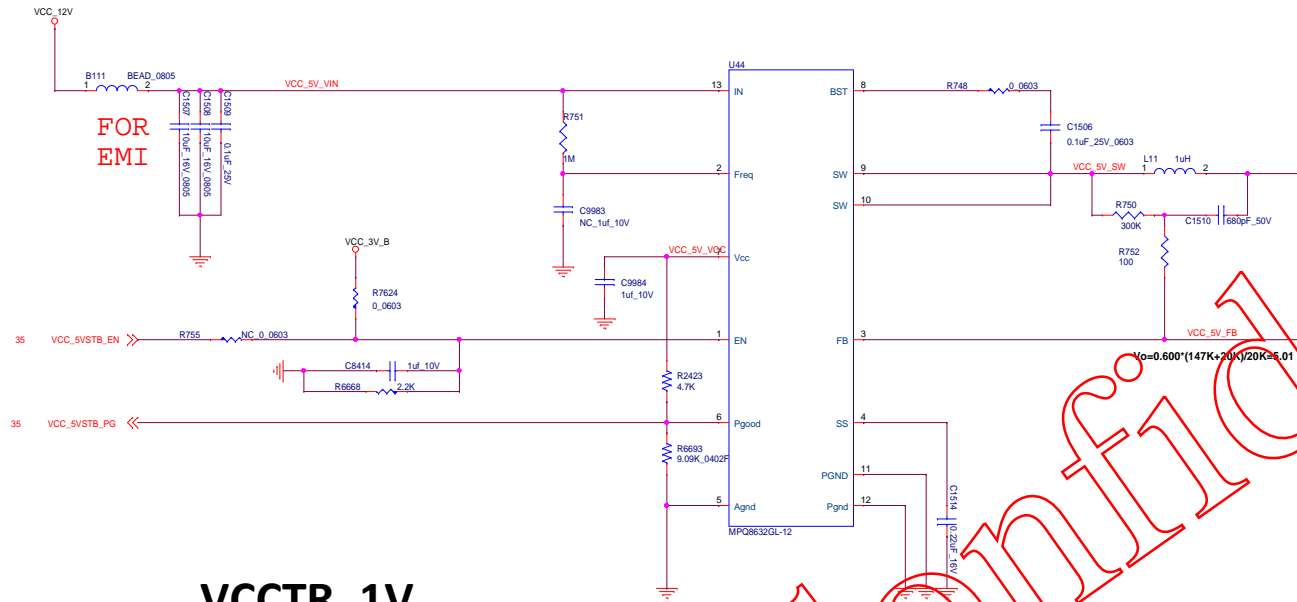 VCC_12V
B111 BEAD_0805
1 2
VCC_5V_VIN
FOR
EMI
C1507
10uF_16V_0805
C1508
10uF_16V_0805
C1509
0.1uF_25V
R751
1M
C9983
NC_1uf_10V
VCC_5V_VCC
C9984
1uf_10V
VCC_3V_B
R7624
0_0603
35 VCC_5VSTB_EN
R755 NC_0_0603
C8414 1uf_10V
R6668 2.2K
R2423
4.7K
35 VCC_5VSTB_PG
R6693
9.09K_0402F
U44
13 IN
2 Freq
7 Vcc
1 EN
6 Pgood
5 Agnd
BST 8
SW 9
SW 10
FB 3
SS 4
PGND 11
Pgnd 12
MPQ8632GL-12
R748 0_0603
C1506
0.1uF_25V_0603
VCC_5V_SW
L11 1uH
1 2
R750
300K
C1510 680pF_50V
R752
100
VCC_5V_FB
Vo=0.600*(147K+20K)/20K=5.01
C1514
0.22uF_16V
VCCTR_1V
onfid